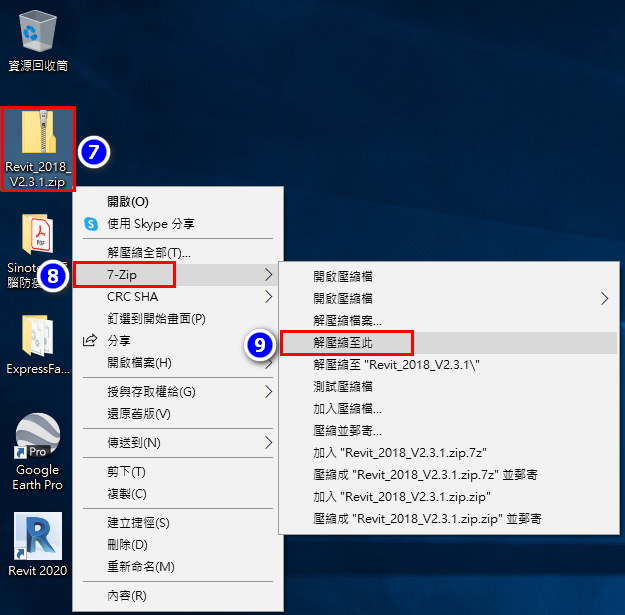 資源回收筒
Revit_2018_
V2.3.1.zip
7
開啟(O)
使用 Skype 分享
解壓縮全部(T)...
Sinote
腦防疫
8
7-Zip
CRC SHA
釘選到開始畫面(P)
分享
開啟檔案(H)
ExpressFa...
授與存取權給(G)
還原舊版(V)
傳送到(N)
Pro
Google
Earth Pro
剪下(T)
複製(C)
建立捷徑(S)
刪除(D)
重新命名(M)
內容(R)
Revit 2020
開啟壓縮檔
開啟壓縮檔
解壓縮檔案...
9
解壓縮至此
解壓縮至 "Revit_2018_V2.3.1\"
測試壓縮檔
加入壓縮檔...
壓縮並郵寄...
加入 "Revit_2018_V2.3.1.zip.7z"
壓縮成 "Revit_2018_V2.3.1.zip.7z" 並郵寄
加入 "Revit_2018_V2.3.1.zip.zip"
壓縮成 "Revit_2018_V2.3.1.zip.zip" 並郵寄